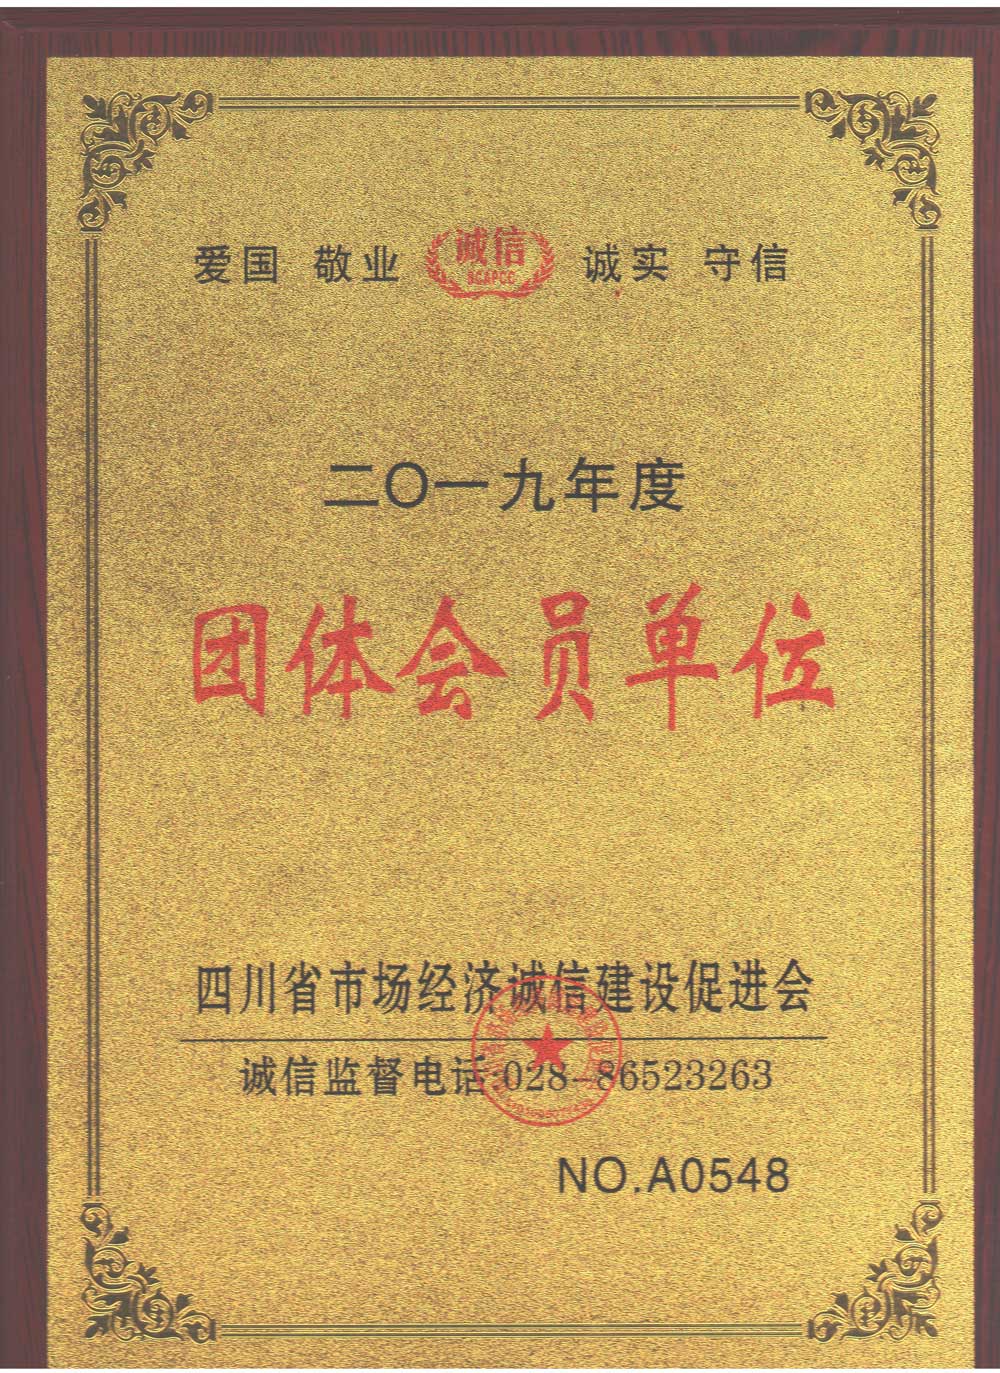 爱国 敬业 诚信 诚实 守信
SCAPCC
二〇一九年度
团体会员单位
四川省市场经济诚信建设促进会
诚信监督电话:028-86523263
NO.A0548